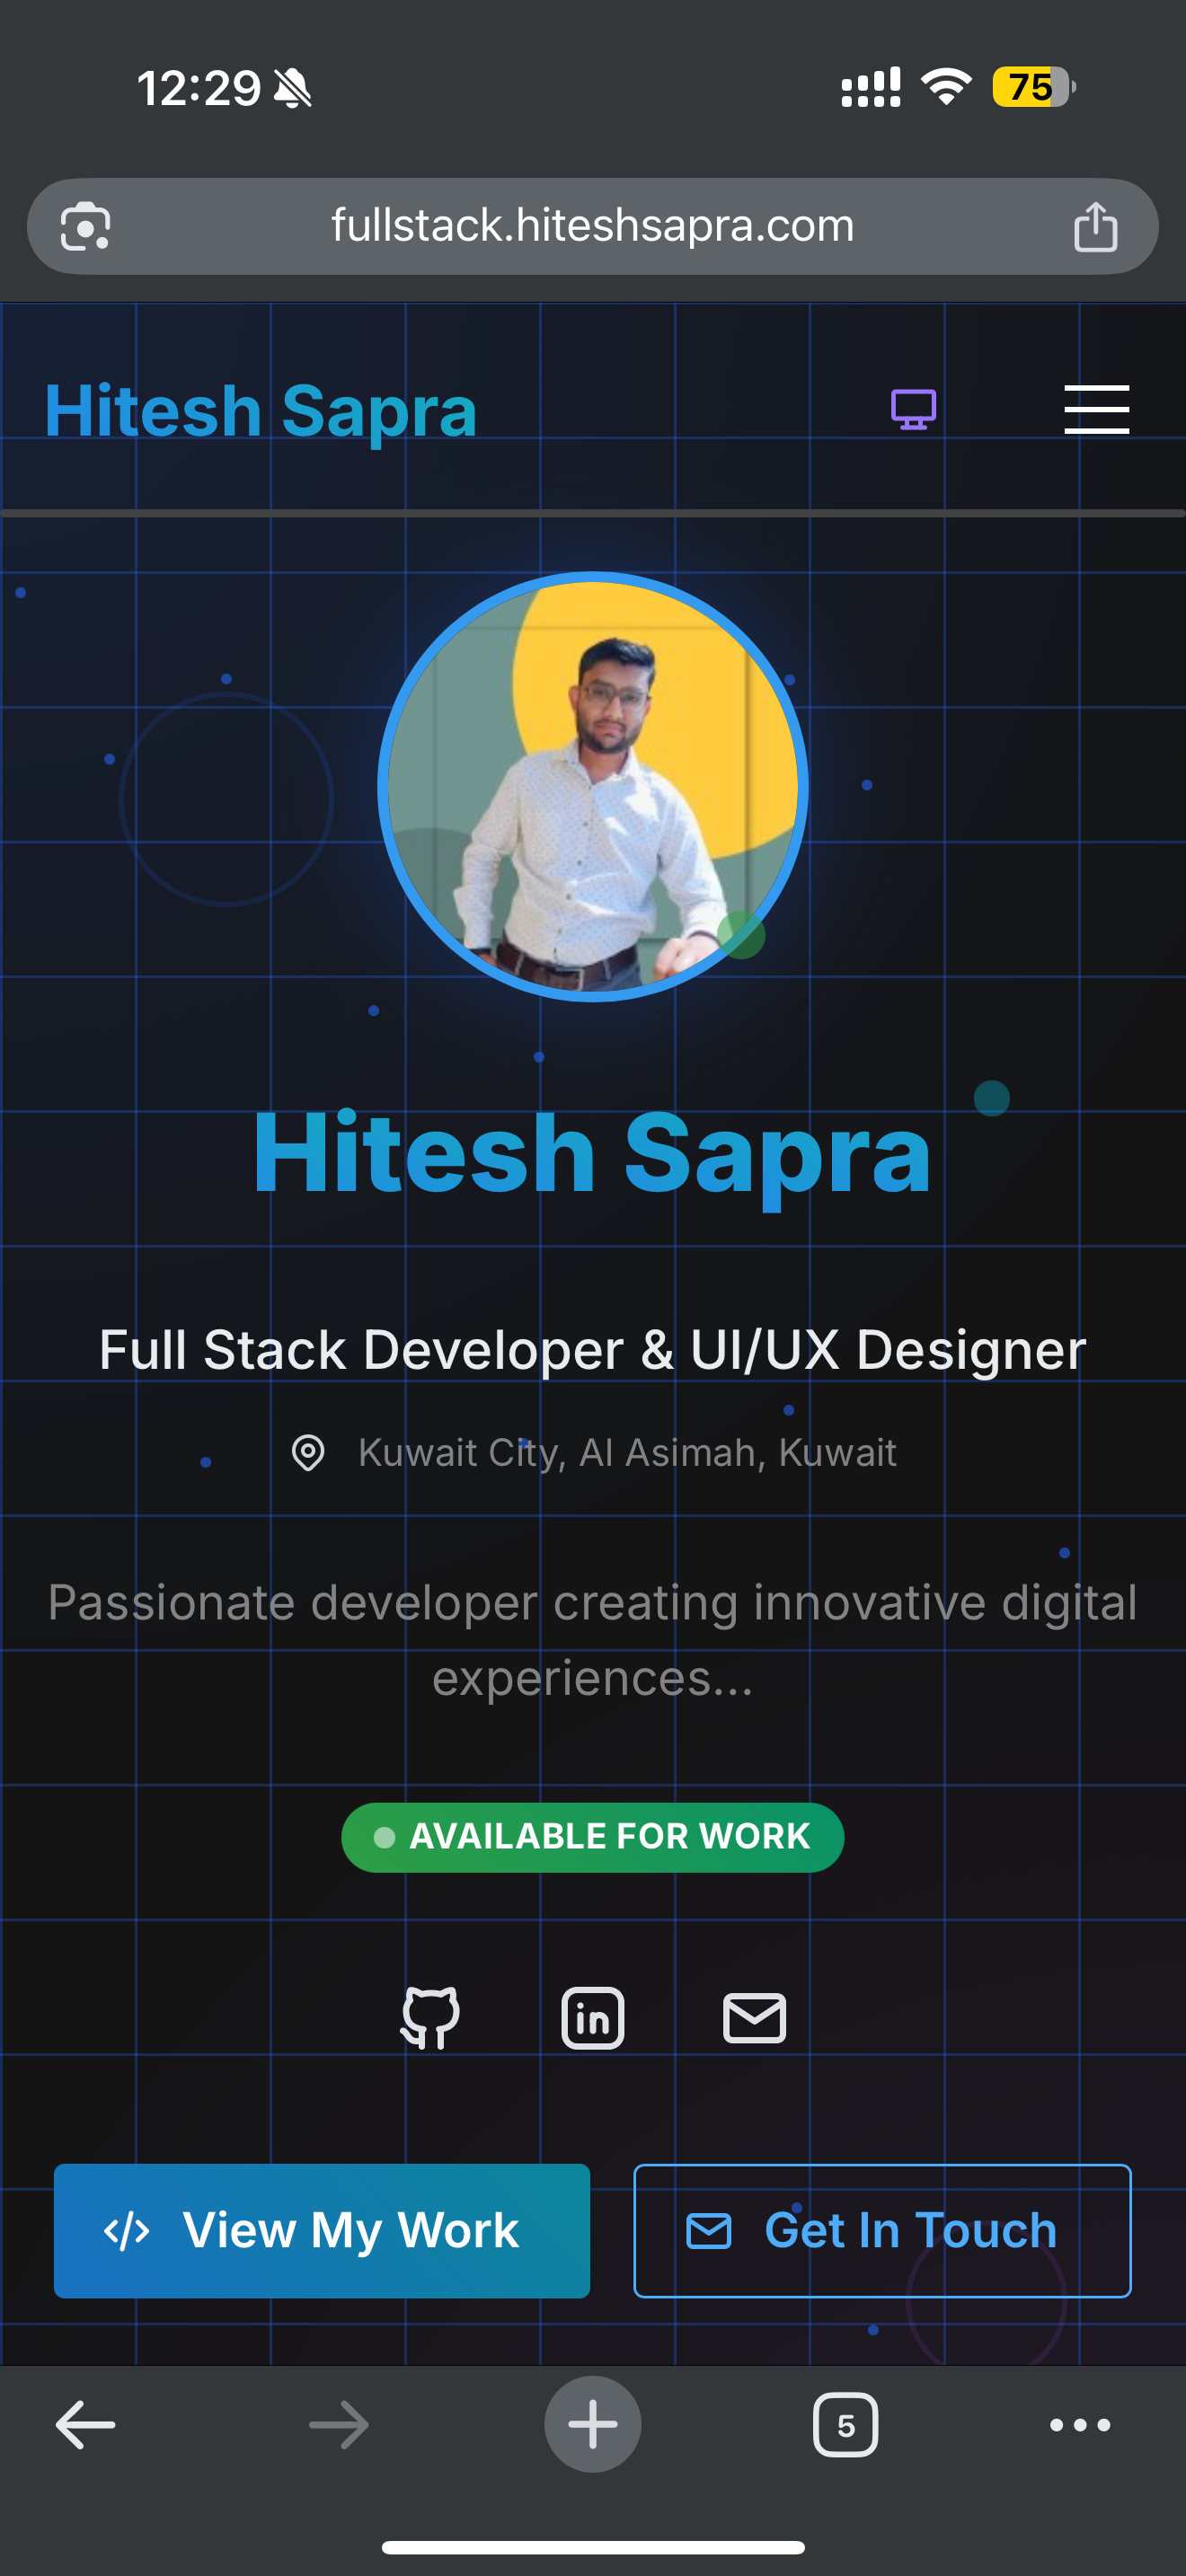 12:29
75
fullstack.hiteshsapra.com
Hitesh Sapra
Hitesh Sapra
Full Stack Developer & UI/UX Designer
Kuwait City, Al Asimah, Kuwait
Passionate developer creating innovative digital
experiences...
AVAILABLE FOR WORK
in
View My Work
Get In Touch
5